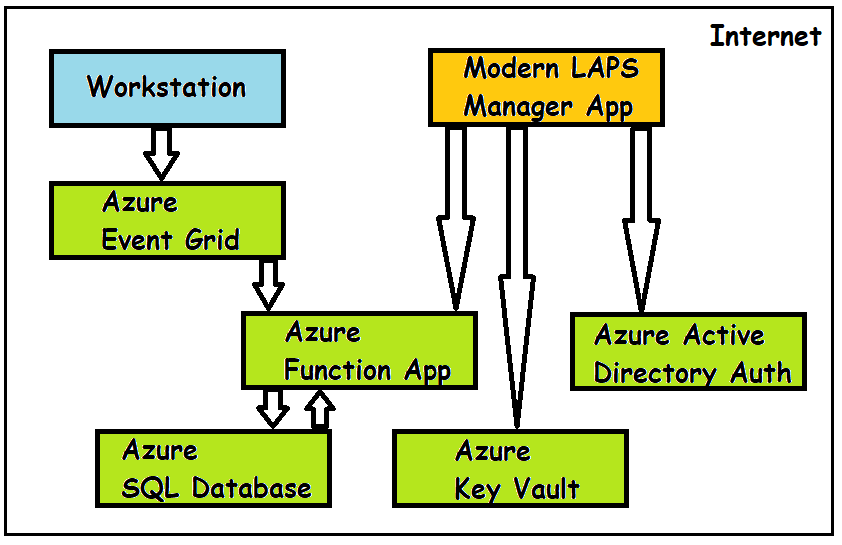 Internet
Workstation
Modern LAPS
Manager App
Azure
Event Grid
Azure
Function App
Azure Active
Directory Auth
Azure
SQL Database
Azure
Key Vault